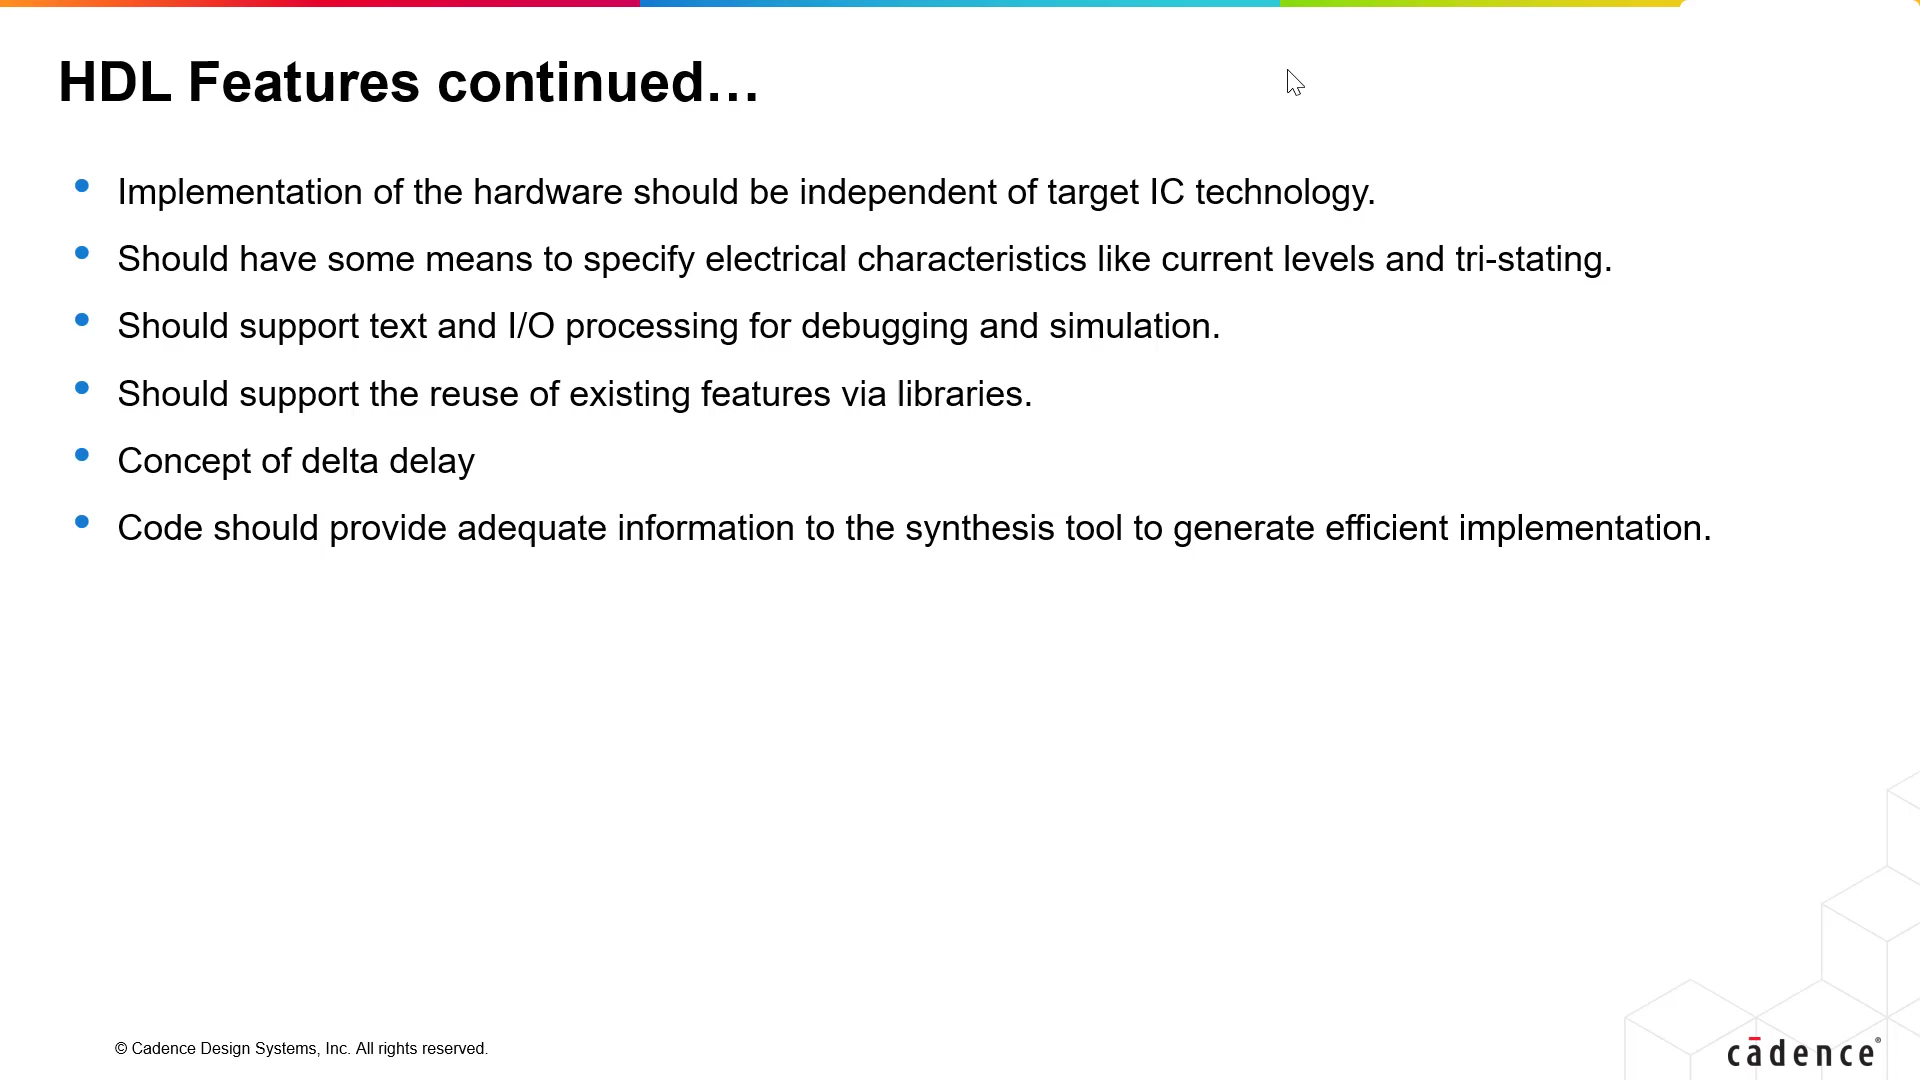 HDL Features continued…
• Implementation of the hardware should be independent of target IC technology.
• Should have some means to specify electrical characteristics like current levels and tri-stating.
• Should support text and I/O processing for debugging and simulation.
• Should support the reuse of existing features via libraries.
• Concept of delta delay
• Code should provide adequate information to the synthesis tool to generate efficient implementation.
© Cadence Design Systems, Inc. All rights reserved.
cādence®